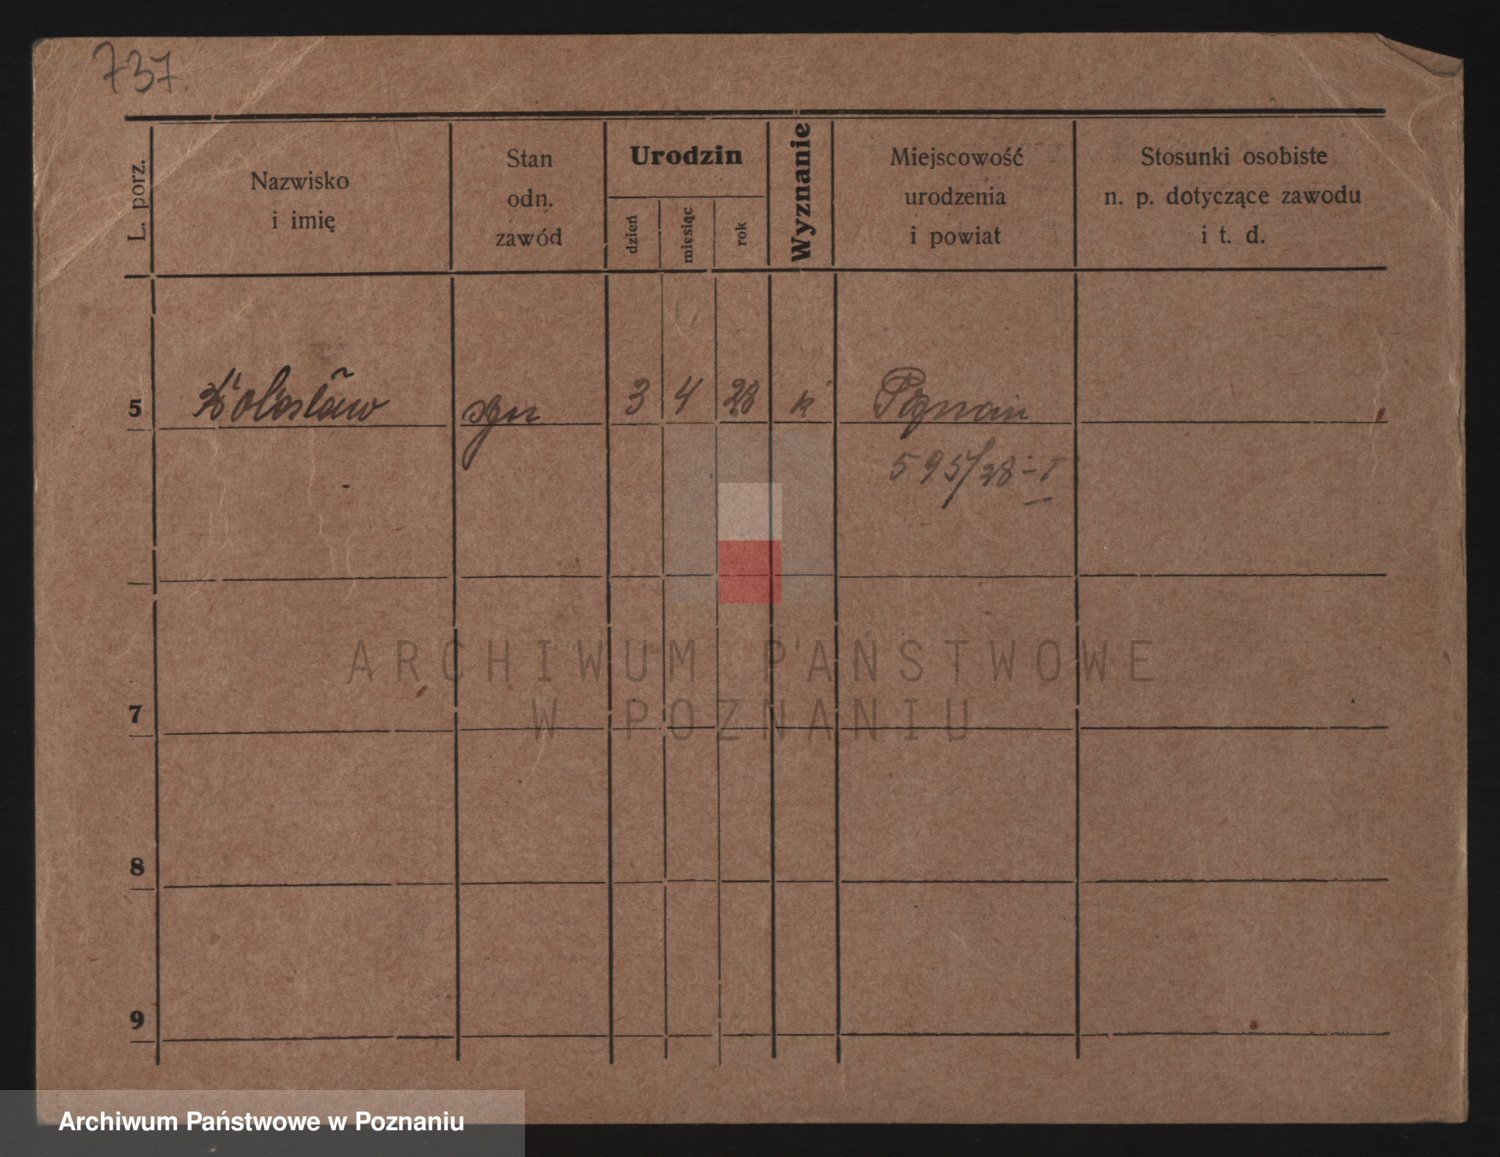 737.
L. porz.
Nazwisko
i imię
Stan
odn.
zawód
Urodzin
dzień
miesiąc
rok
Wyznanie
Miejscowość
urodzenia
i powiat
Stosunki osobiste
n. p. dotyczące zawodu
i t. d.
5 syn 3 4 28 k Poznań
595/28-I
7
8
9
ARCHIWUM PAŃSTWOWE
W POZNANIU
Archiwum Państwowe w Poznaniu